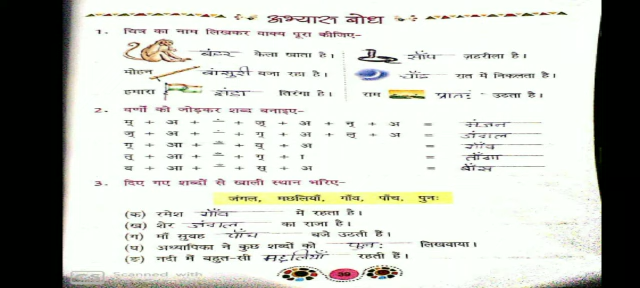 अभ्यास बोध
1. चित्र का नाम लिखकर वाक्य पूरा कीजिए-
बंदर केला खाता है। साँप ज़हरीला है।
मोहन बाँसुरी बजा रहा है। चाँद रात में निकलता है।
हमारा झंडा तिरंगा है। राम प्रातः उठता है।
2. वर्णों को जोड़कर शब्द बनाइए-
म् + अ + ं + ज् + अ + न् + अ = मंजन
ज् + अ + ं + ग् + अ + ल् + अ = जंगल
ग् + आ + ँ + व् + अ = गाँव
त् + आ + ँ + ग् + ा = ताँगा
ब + आ + ँ + स् + अ = बाँस
3. दिए गए शब्दों से खाली स्थान भरिए-
जंगल, मछलियाँ, गाँव, पाँच, पुनः
(क) रमेश गाँव में रहता है।
(ख) शेर जंगल का राजा है।
(ग) माँ सुबह पाँच बजे उठती है।
(घ) अध्यापिका ने कुछ शब्दों को पुनः लिखवाया।
(ङ) नदी में बहुत-सी मछलियाँ रहती हैं।
39
Scanned with